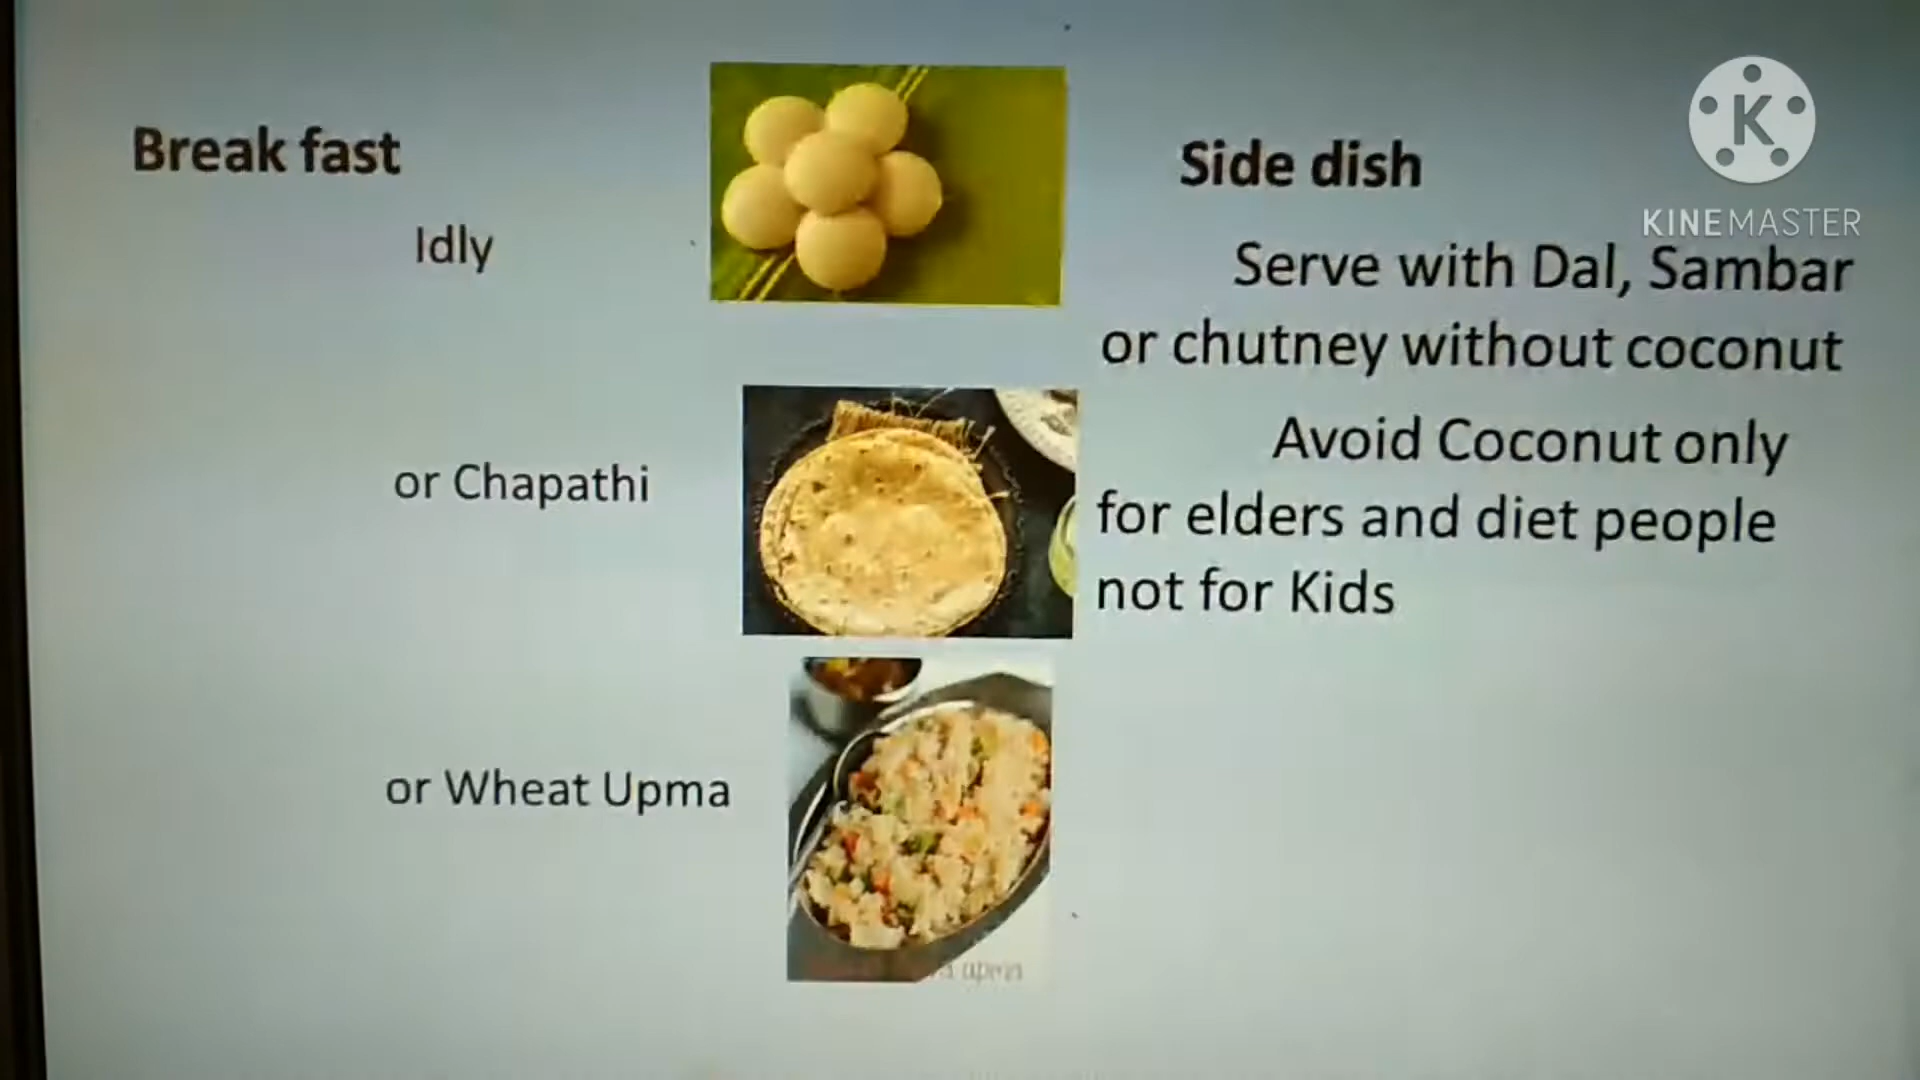 Break fast
Idly
or Chapathi
or Wheat Upma
Side dish
Serve with Dal, Sambar
or chutney without coconut
Avoid Coconut only
for elders and diet people
not for Kids
K
KINEMASTER
upma